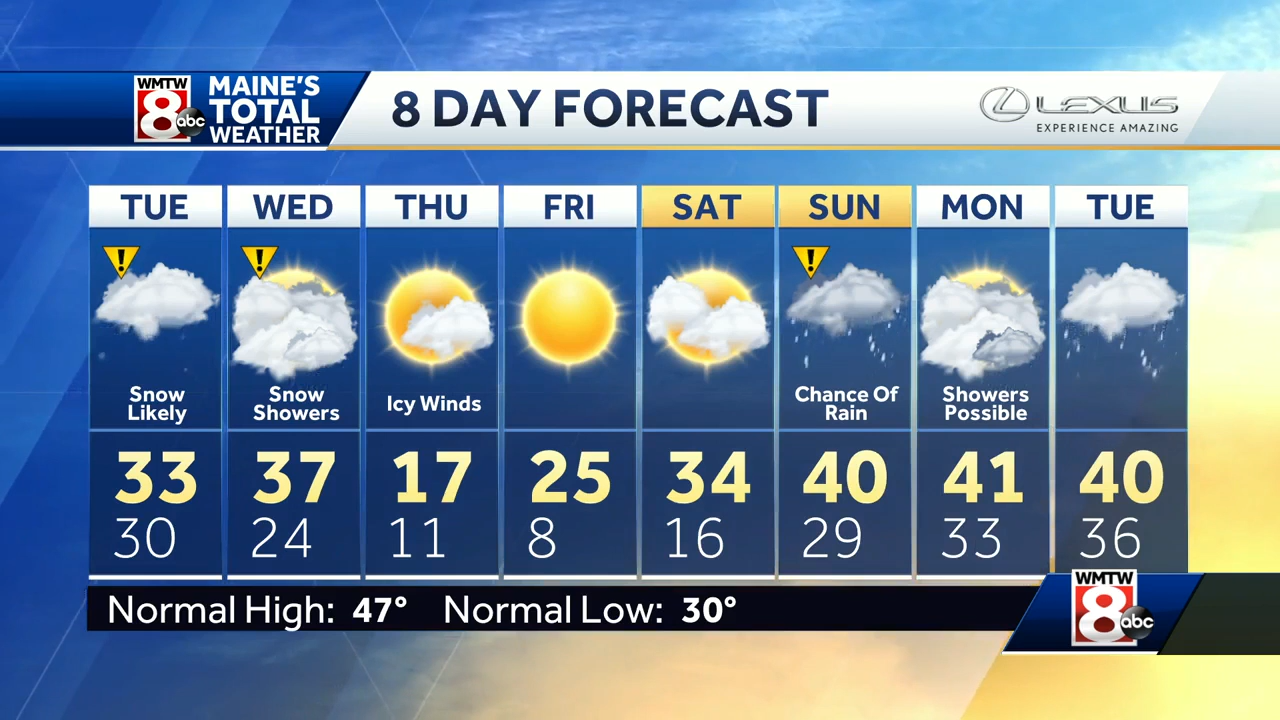 WMTW
8
abc
MAINE'S
TOTAL
WEATHER
8 DAY FORECAST
LEXUS
EXPERIENCE AMAZING
TUE WED THU FRI SAT SUN MON TUE
! ! !
Snow
Likely
Snow
Showers
Icy Winds
Chance Of
Rain
Showers
Possible
33 37 17 25 34 40 41 40
30 24 11 8 16 29 33 36
Normal High: 47° Normal Low: 30°
WMTW
8
abc